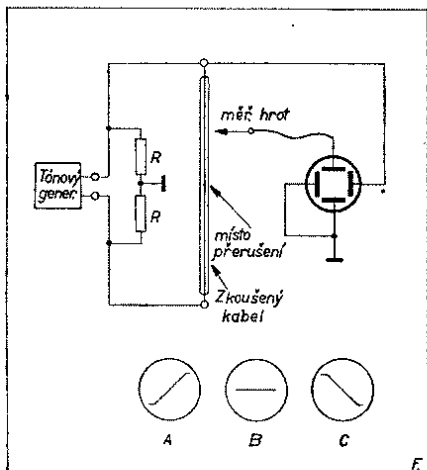 měř. hrot
R
Tónový
gener.
R
místo
přerušení
Zkoušený
kabel
A
B
C
E